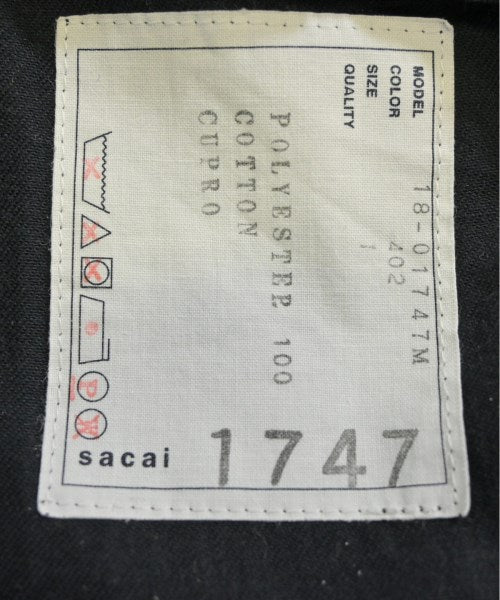 MODEL 18-01747M
COLOR 402
SIZE 1
QUALITY
POLYESTER 100
COTTON
CUPRO
P
W
sacai
1747